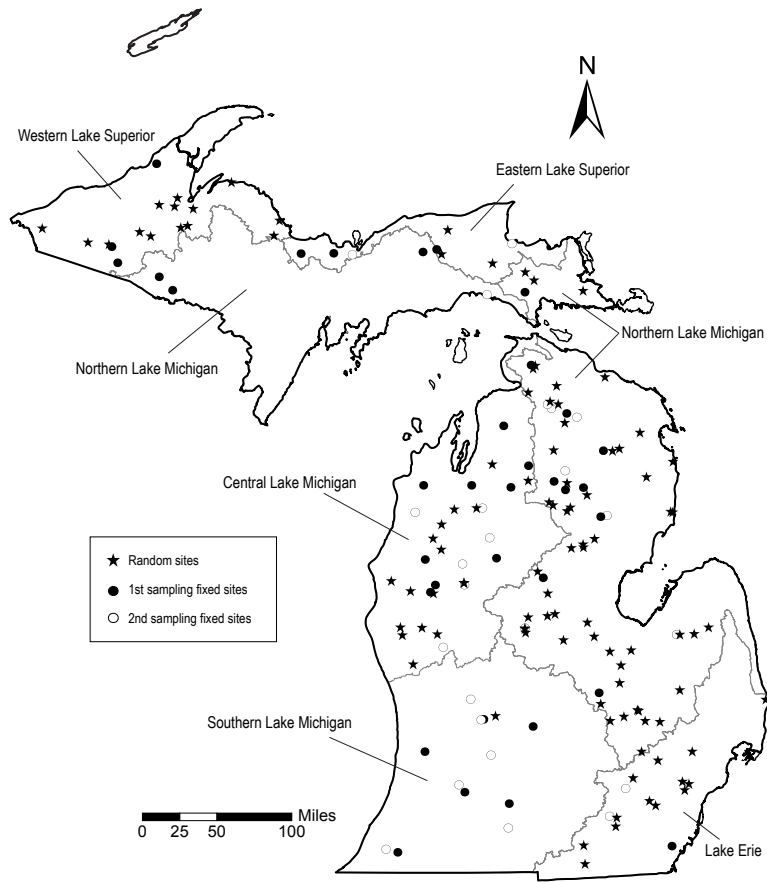 N
Western Lake Superior
Eastern Lake Superior
Northern Lake Michigan
Northern Lake Michigan
Central Lake Michigan
Random sites
1st sampling fixed sites
2nd sampling fixed sites
Southern Lake Michigan
Miles
0 25 50 100
Lake Erie